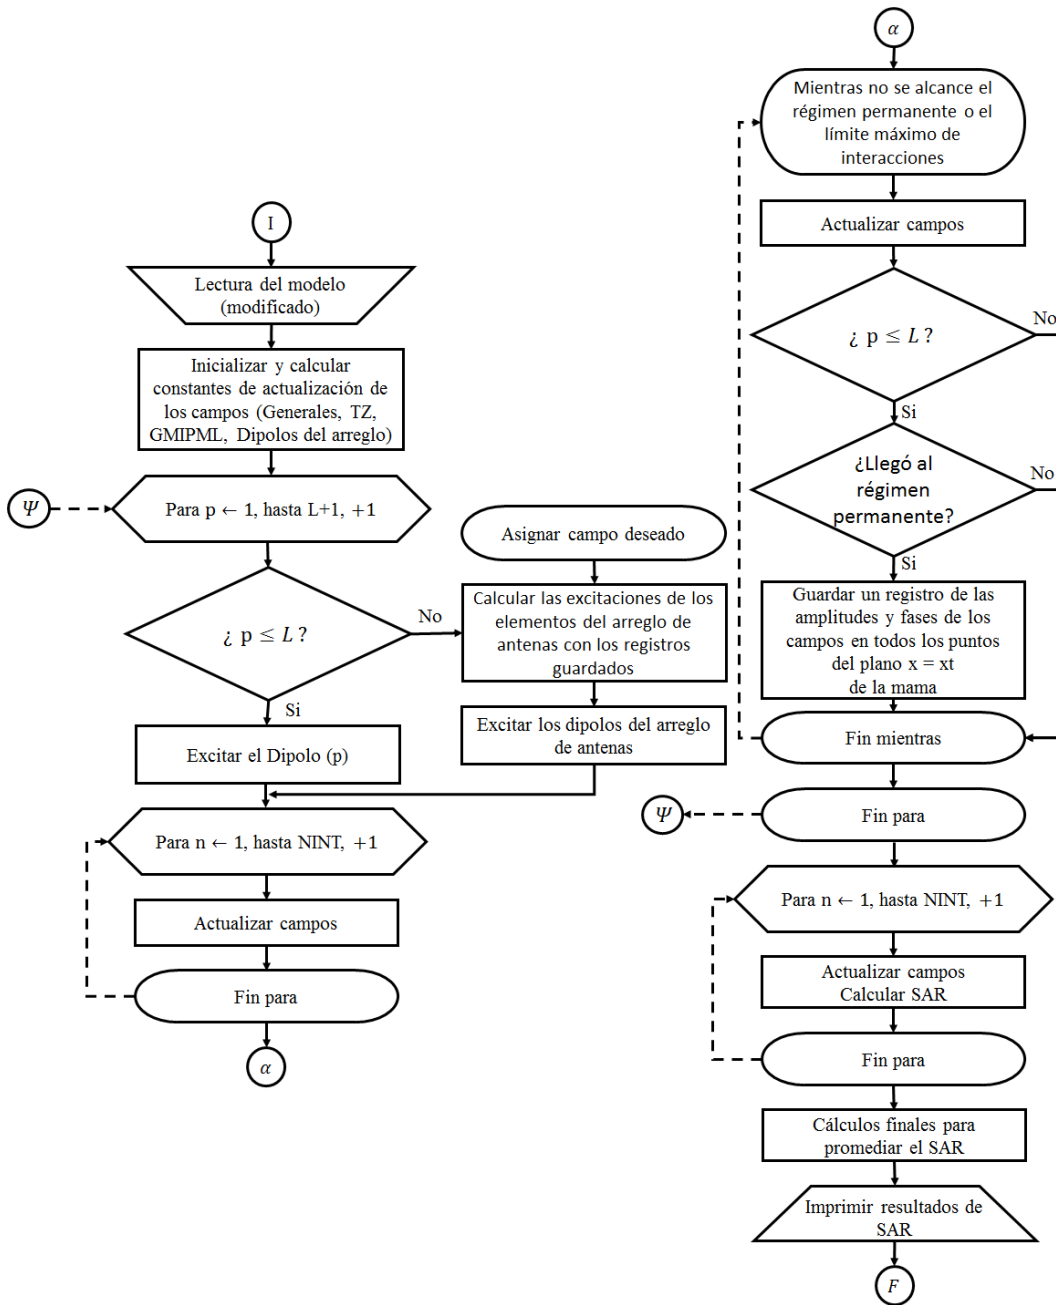 I
Lectura del modelo
(modificado)
Inicializar y calcular
constantes de actualización de
los campos (Generales, TZ,
GMIPML, Dipolos del arreglo)
Ψ
Para p ← 1, hasta L+1, +1
¿ p ≤ L ?
No
Si
Asignar campo deseado
Calcular las excitaciones de los
elementos del arreglo de
antenas con los registros
guardados
Excitar los dipolos del arreglo
de antenas
Excitar el Dipolo (p)
Para n ← 1, hasta NINT, +1
Actualizar campos
Fin para
α
α
Mientras no se alcance el
régimen permanente o el
límite máximo de
interacciones
Actualizar campos
¿ p ≤ L ?
No
Si
¿Llegó al
régimen
permanente?
No
Si
Guardar un registro de las
amplitudes y fases de los
campos en todos los puntos
del plano x = xt
de la mama
Fin mientras
Ψ
Fin para
Para n ← 1, hasta NINT, +1
Actualizar campos
Calcular SAR
Fin para
Cálculos finales para
promediar el SAR
Imprimir resultados de
SAR
F